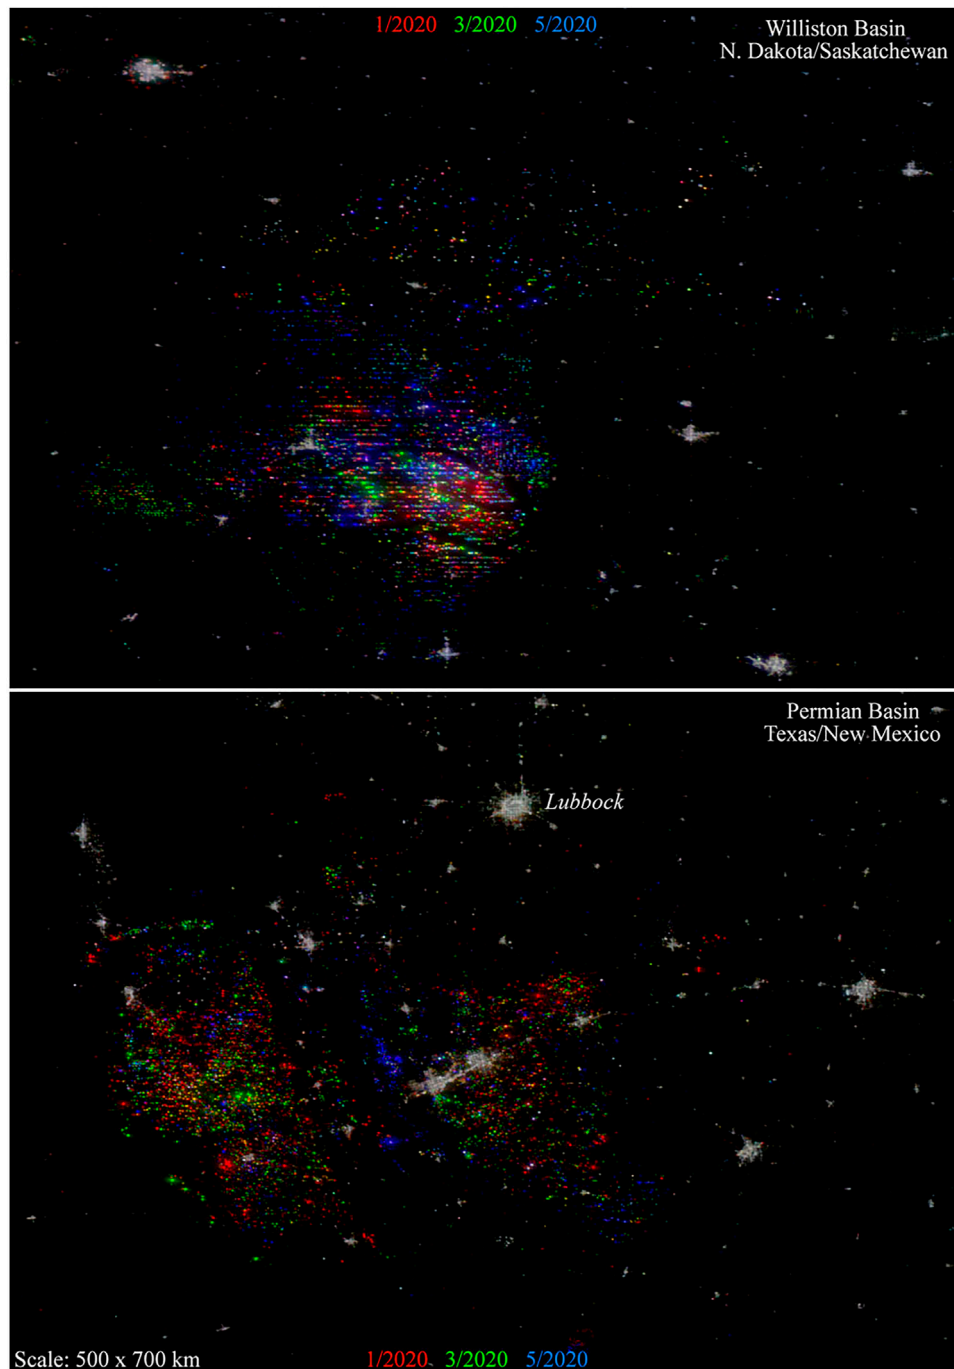 1/2020 3/2020 5/2020
Williston Basin
N. Dakota/Saskatchewan
Permian Basin
Texas/New Mexico
Lubbock
Scale: 500 x 700 km
1/2020 3/2020 5/2020